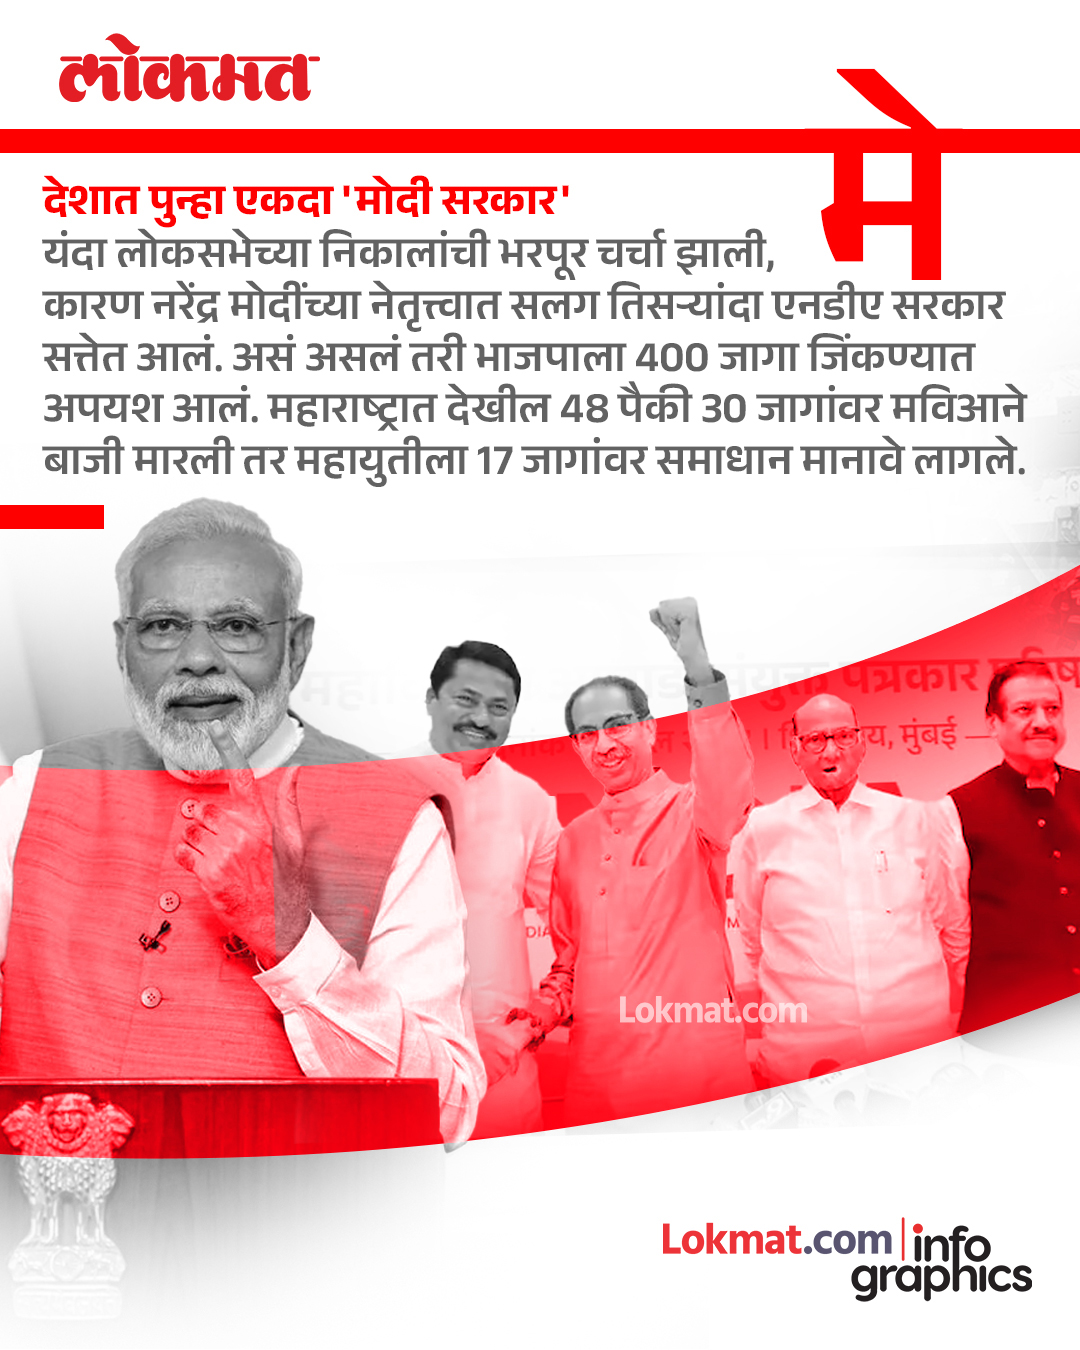 लोकमत
मे
देशात पुन्हा एकदा 'मोदी सरकार'
यंदा लोकसभेच्या निकालांची भरपूर चर्चा झाली,
कारण नरेंद्र मोदींच्या नेतृत्त्वात सलग तिसऱ्यांदा एनडीए सरकार
सत्तेत आलं. असं असलं तरी भाजपाला 400 जागा जिंकण्यात
अपयश आलं. महाराष्ट्रात देखील 48 पैकी 30 जागांवर मविआने
बाजी मारली तर महायुतीला 17 जागांवर समाधान मानावे लागले.
संयुक्त पत्रकार
मुंबई
Lokmat.com
Lokmat.com info
graphics